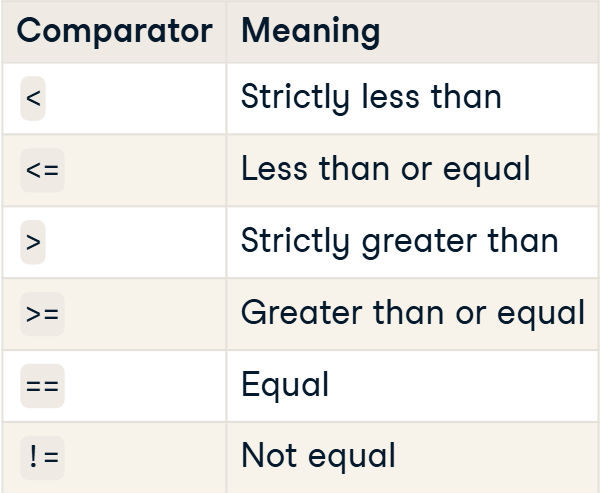 Comparator Meaning
< Strictly less than
<= Less than or equal
> Strictly greater than
>= Greater than or equal
== Equal
!= Not equal